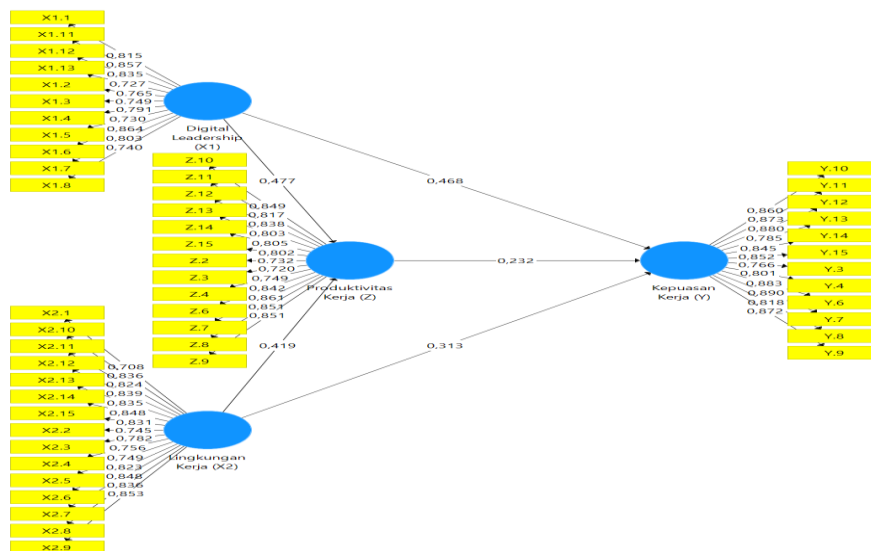 X1.1
X1.11
X1.12
X1.13
X1.2
X1.3
X1.4
X1.5
X1.6
X1.7
X1.8
0,815
0,857
0,835
0,727
0,765
0,749
0,791
0,730
0,864
0,803
0,740
Digital
Leadership
(X1)
Z.10
Z.11
Z.12
Z.13
Z.14
Z.15
Z.2
Z.3
Z.4
Z.6
Z.7
Z.8
Z.9
0,849
0,817
0,838
0,803
0,805
0,802
0,732
0,720
0,749
0,842
0,861
0,853
0,851
0,477
0,468
0,232
0,419
0,313
Produktivitas
Kerja (Z)
X2.1
X2.10
X2.11
X2.12
X2.13
X2.14
X2.15
X2.2
X2.3
X2.4
X2.5
X2.6
X2.7
X2.8
X2.9
0,708
0,836
0,824
0,839
0,835
0,848
0,831
0,745
0,782
0,756
0,749
0,823
0,848
0,836
0,853
Lingkungan
Kerja (X2)
Kepuasan
Kerja (Y)
0,860
0,873
0,880
0,785
0,845
0,852
0,766
0,801
0,883
0,890
0,818
0,872
Y.10
Y.11
Y.12
Y.13
Y.14
Y.15
Y.3
Y.4
Y.6
Y.7
Y.8
Y.9